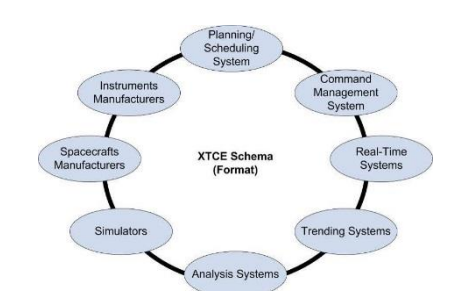 Planning/
Scheduling
System
Instruments
Manufacturers
Command
Management
System
Spacecrafts
Manufacturers
XTCE Schema
(Format)
Real-Time
Systems
Simulators
Trending Systems
Analysis Systems